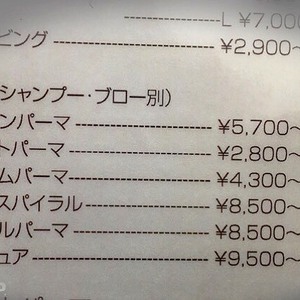 L ¥7,000
ビング ---------- ¥2,900～
(シャンプー・ブロー別)
ンパーマ ---------- ¥5,700～
トパーマ ---------- ¥2,800～
ムパーマ ---------- ¥4,300～
スパイラル ---------- ¥8,500～
ルパーマ ---------- ¥8,500～
ュア ---------- ¥9,500～